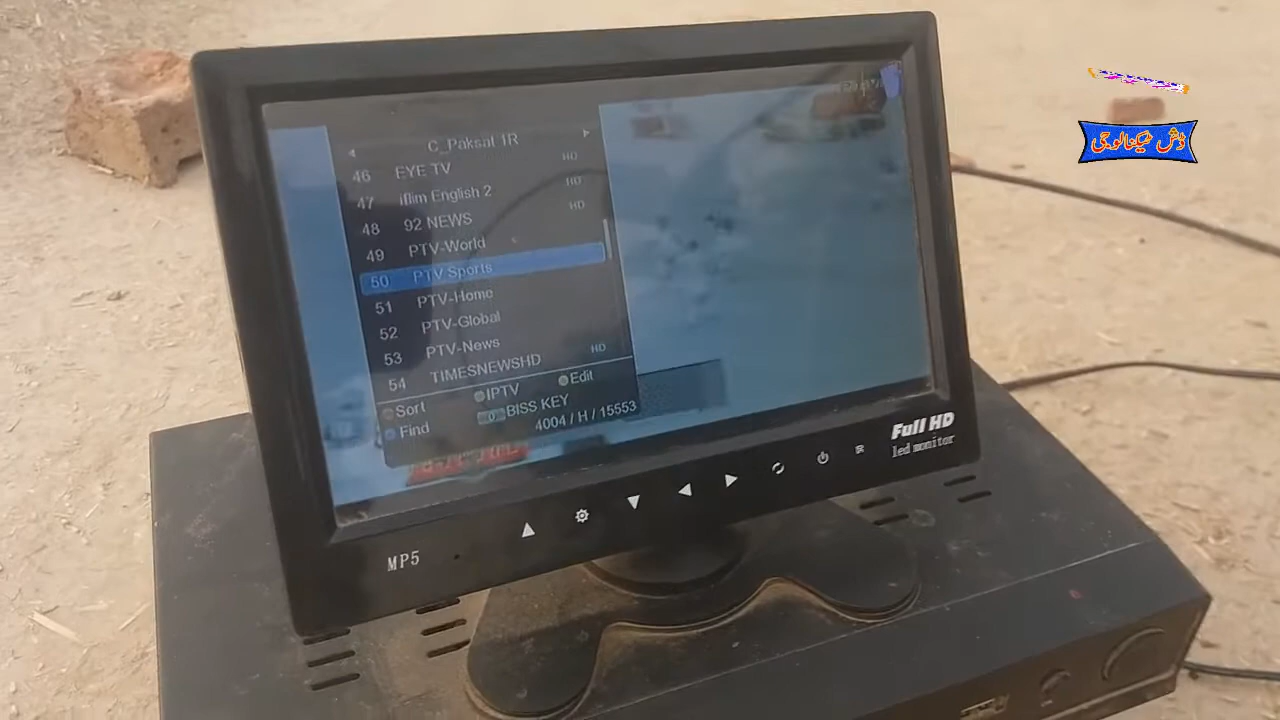 C_Paksat 1R
46 EYE TV HD
47 iflim English 2 HD
48 92 NEWS HD
49 PTV-World
50 PTV Sports
51 PTV-Home
52 PTV-Global
53 PTV-News
54 TIMESNEWSHD HD
Sort IPTV Edit
Find BISS KEY
4004 / H / 15553
Full HD
led monitor
MP5
ڈش ٹیکنالوجی